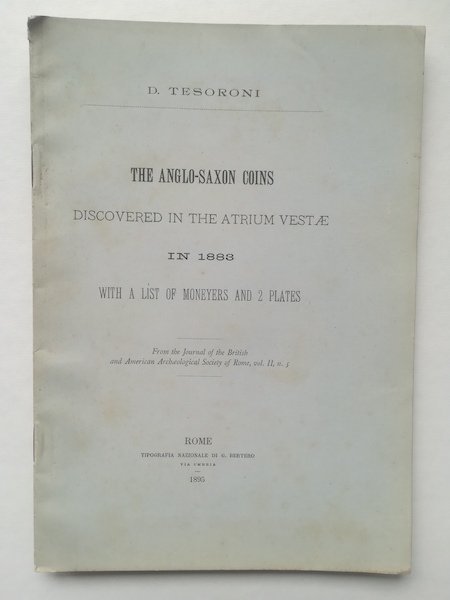 D. TESORONI
THE ANGLO-SAXON COINS
DISCOVERED IN THE ATRIUM VESTÆ
IN 1883
WITH A LIST OF MONEYERS AND 2 PLATES
From the Journal of the British
and American Archæological Society of Rome, vol. II, n. 5
ROME
TIPOGRAFIA NAZIONALE DI G. BERTERO
VIA UMBRIA
1895